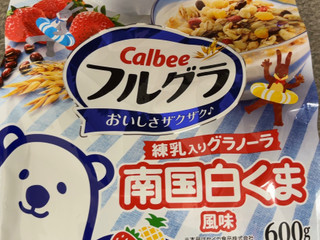 Calbee
フルグラ
おいしさザクザク♪
練乳入りグラノーラ
南国白くま
風味
600g